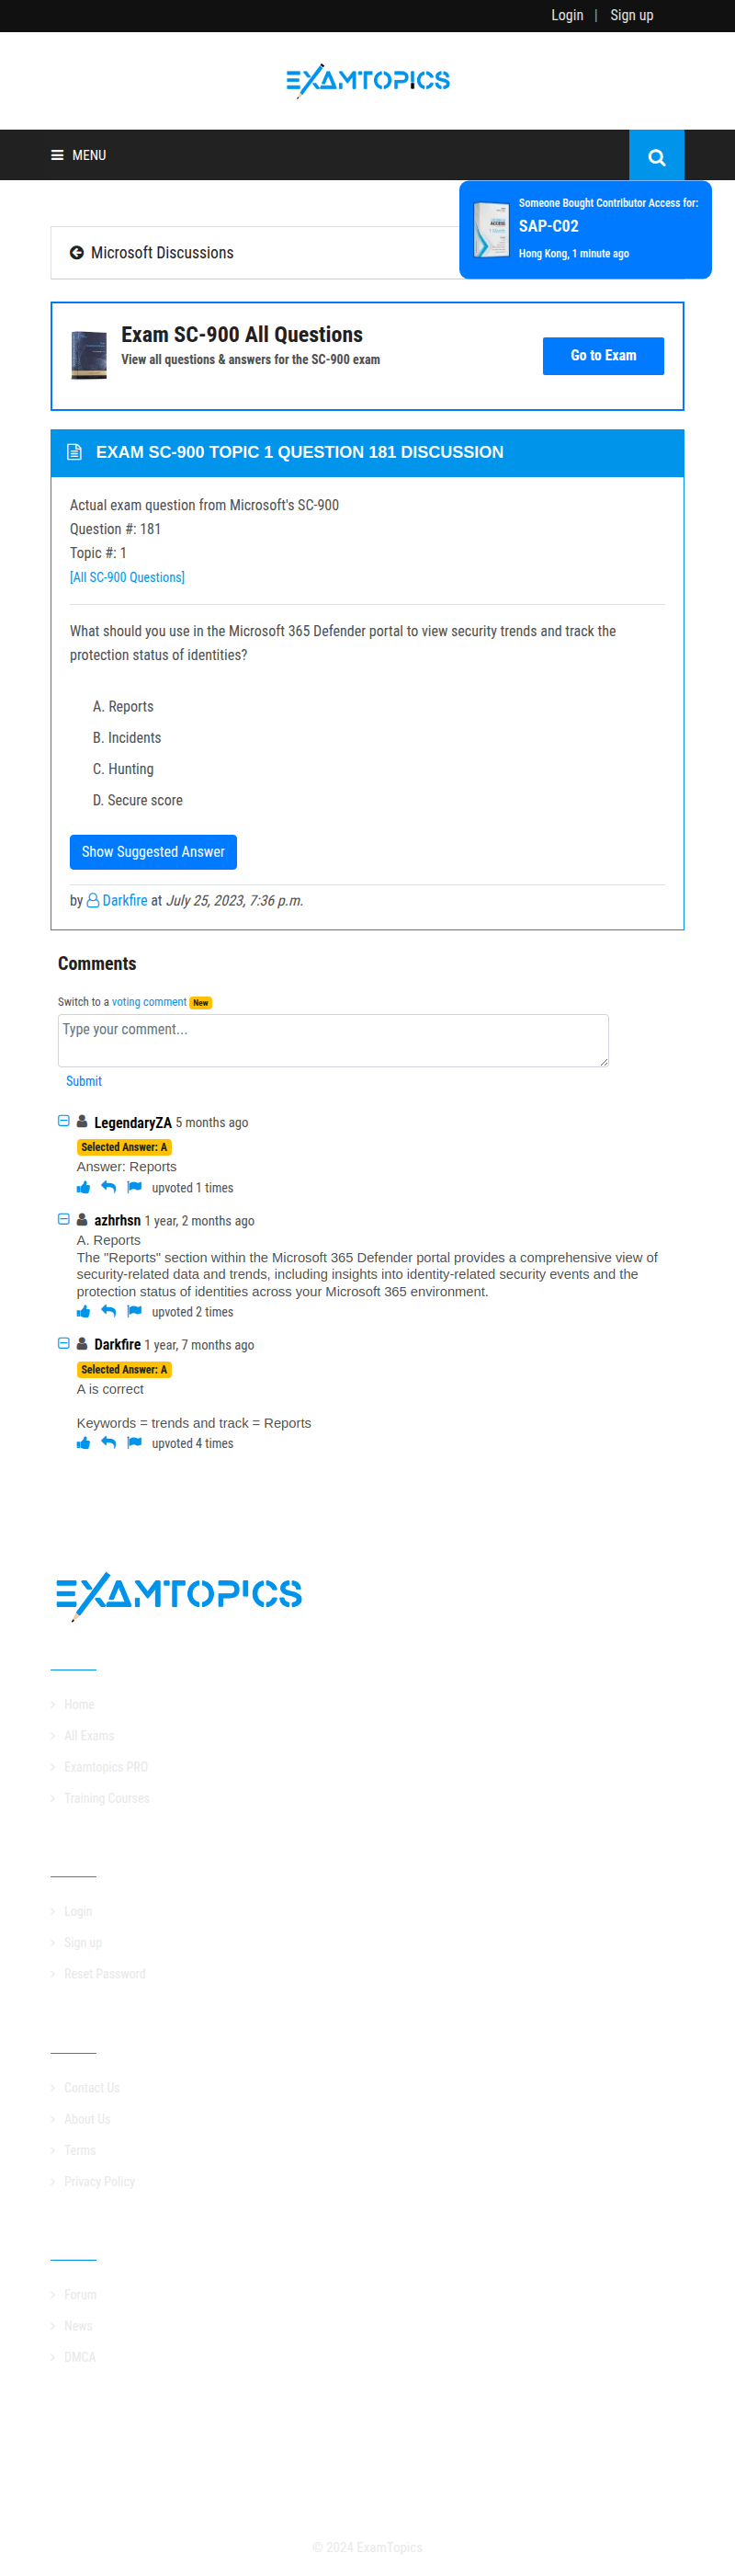 Login | Sign up
EXAMTOPICS
MENU
Someone Bought Contributor Access for:
SAP-C02
Hong Kong, 1 minute ago
Microsoft Discussions
Exam SC-900 All Questions
View all questions & answers for the SC-900 exam
Go to Exam
EXAM SC-900 TOPIC 1 QUESTION 181 DISCUSSION
Actual exam question from Microsoft's SC-900
Question #: 181
Topic #: 1
[All SC-900 Questions]
What should you use in the Microsoft 365 Defender portal to view security trends and track the
protection status of identities?
A. Reports
B. Incidents
C. Hunting
D. Secure score
Show Suggested Answer
by Darkfire at July 25, 2023, 7:36 p.m.
Comments
Switch to a voting comment New
Type your comment...
Submit
LegendaryZA 5 months ago
Selected Answer: A
Answer: Reports
upvoted 1 times
azhrhsn 1 year, 2 months ago
A. Reports
The "Reports" section within the Microsoft 365 Defender portal provides a comprehensive view of
security-related data and trends, including insights into identity-related security events and the
protection status of identities across your Microsoft 365 environment.
upvoted 2 times
Darkfire 1 year, 7 months ago
Selected Answer: A
A is correct
Keywords = trends and track = Reports
upvoted 4 times
EXAMTOPICS
Home
All Exams
Examtopics PRO
Training Courses
Login
Sign up
Reset Password
Contact Us
About Us
Terms
Privacy Policy
Forum
News
DMCA
© 2024 ExamTopics